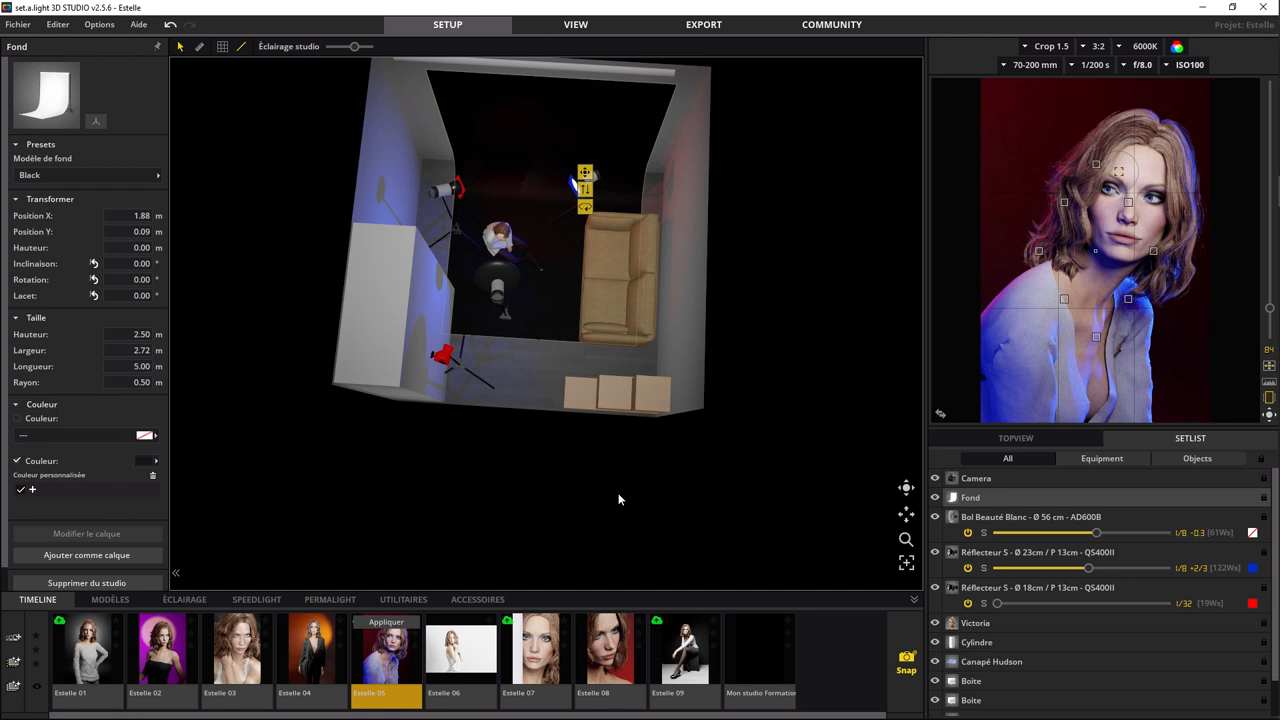 set.a.light 3D STUDIO v2.5.6 - Estelle
Fichier Editer Options Aide
SETUP VIEW EXPORT COMMUNITY
Projet: Estelle
Fond
Éclairage studio
Crop 1.5 3:2 6000K
70-200 mm 1/200 s f/8.0 ISO100
Presets
Modèle de fond
Black
Transformer
Position X: 1.88 m
Position Y: 0.09 m
Hauteur: 0.00 m
Inclinaison: 0.00 °
Rotation: 0.00 °
Lacet: 0.00 °
Taille
Hauteur: 2.50 m
Largeur: 2.72 m
Longueur: 5.00 m
Rayon: 0.50 m
Couleur
Couleur:
---
Couleur:
Couleur personnalisée
Modifier le calque
Ajouter comme calque
Supprimer du studio
84
TOPVIEW SETLIST
All Equipment Objects
Camera
Fond
Bol Beauté Blanc - Ø 56 cm - AD600B
1/8 -0.3 [61Ws]
Réflecteur S - Ø 23cm / P 13cm - QS400II
1/8 +2/3 [122Ws]
Réflecteur S - Ø 18cm / P 13cm - QS400II
1/32 [19Ws]
Victoria
Cylindre
Canapé Hudson
Boite
Boite
TIMELINE MODÈLES ÉCLAIRAGE SPEEDLIGHT PERMALIGHT UTILITAIRES ACCESSOIRES
Appliquer
Estelle 01 Estelle 02 Estelle 03 Estelle 04 Estelle 05 Estelle 06 Estelle 07 Estelle 08 Estelle 09 Mon studio Formation
Snap